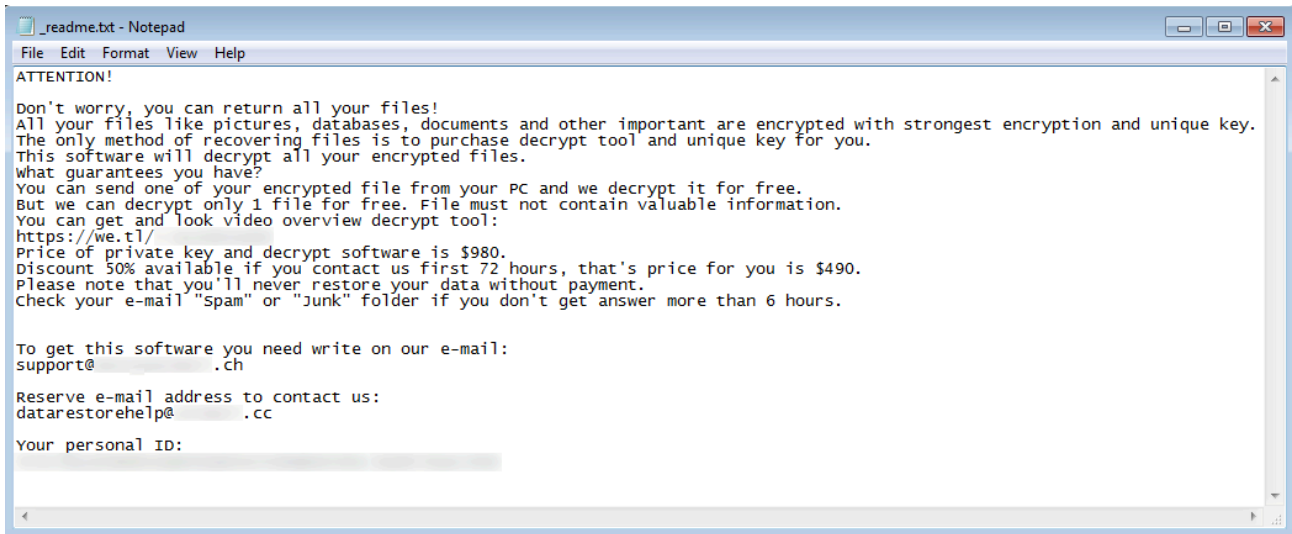 _readme.txt - Notepad
File Edit Format View Help
ATTENTION!
Don't worry, you can return all your files!
All your files like pictures, databases, documents and other important are encrypted with strongest encryption and unique key.
The only method of recovering files is to purchase decrypt tool and unique key for you.
This software will decrypt all your encrypted files.
What guarantees you have?
You can send one of your encrypted file from your PC and we decrypt it for free.
But we can decrypt only 1 file for free. File must not contain valuable information.
You can get and look video overview decrypt tool:
https://we.tl/
Price of private key and decrypt software is $980.
Discount 50% available if you contact us first 72 hours, that's price for you is $490.
Please note that you'll never restore your data without payment.
Check your e-mail "Spam" or "Junk" folder if you don't get answer more than 6 hours.
To get this software you need write on our e-mail:
support@ .ch
Reserve e-mail address to contact us:
datarestorehelp@ .cc
Your personal ID: